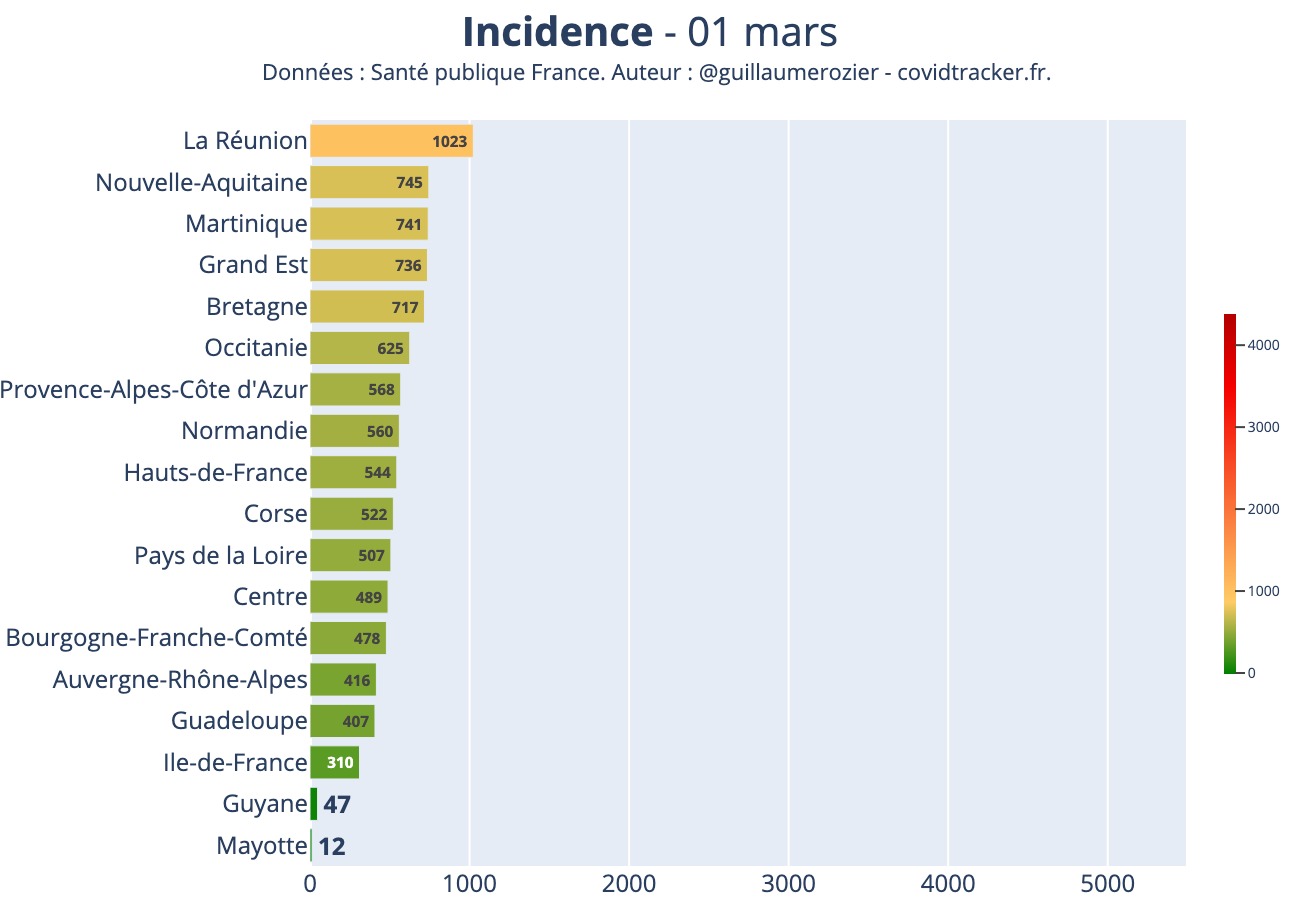 Incidence - 01 mars
Données : Santé publique France. Auteur : @guillaumerozier - covidtracker.fr.
La Réunion 1023
Nouvelle-Aquitaine 745
Martinique 741
Grand Est 736
Bretagne 717
Occitanie 625
Provence-Alpes-Côte d'Azur 568
Normandie 560
Hauts-de-France 544
Corse 522
Pays de la Loire 507
Centre 489
Bourgogne-Franche-Comté 478
Auvergne-Rhône-Alpes 416
Guadeloupe 407
Ile-de-France 310
Guyane 47
Mayotte 12
0 1000 2000 3000 4000 5000
4000
3000
2000
1000
0